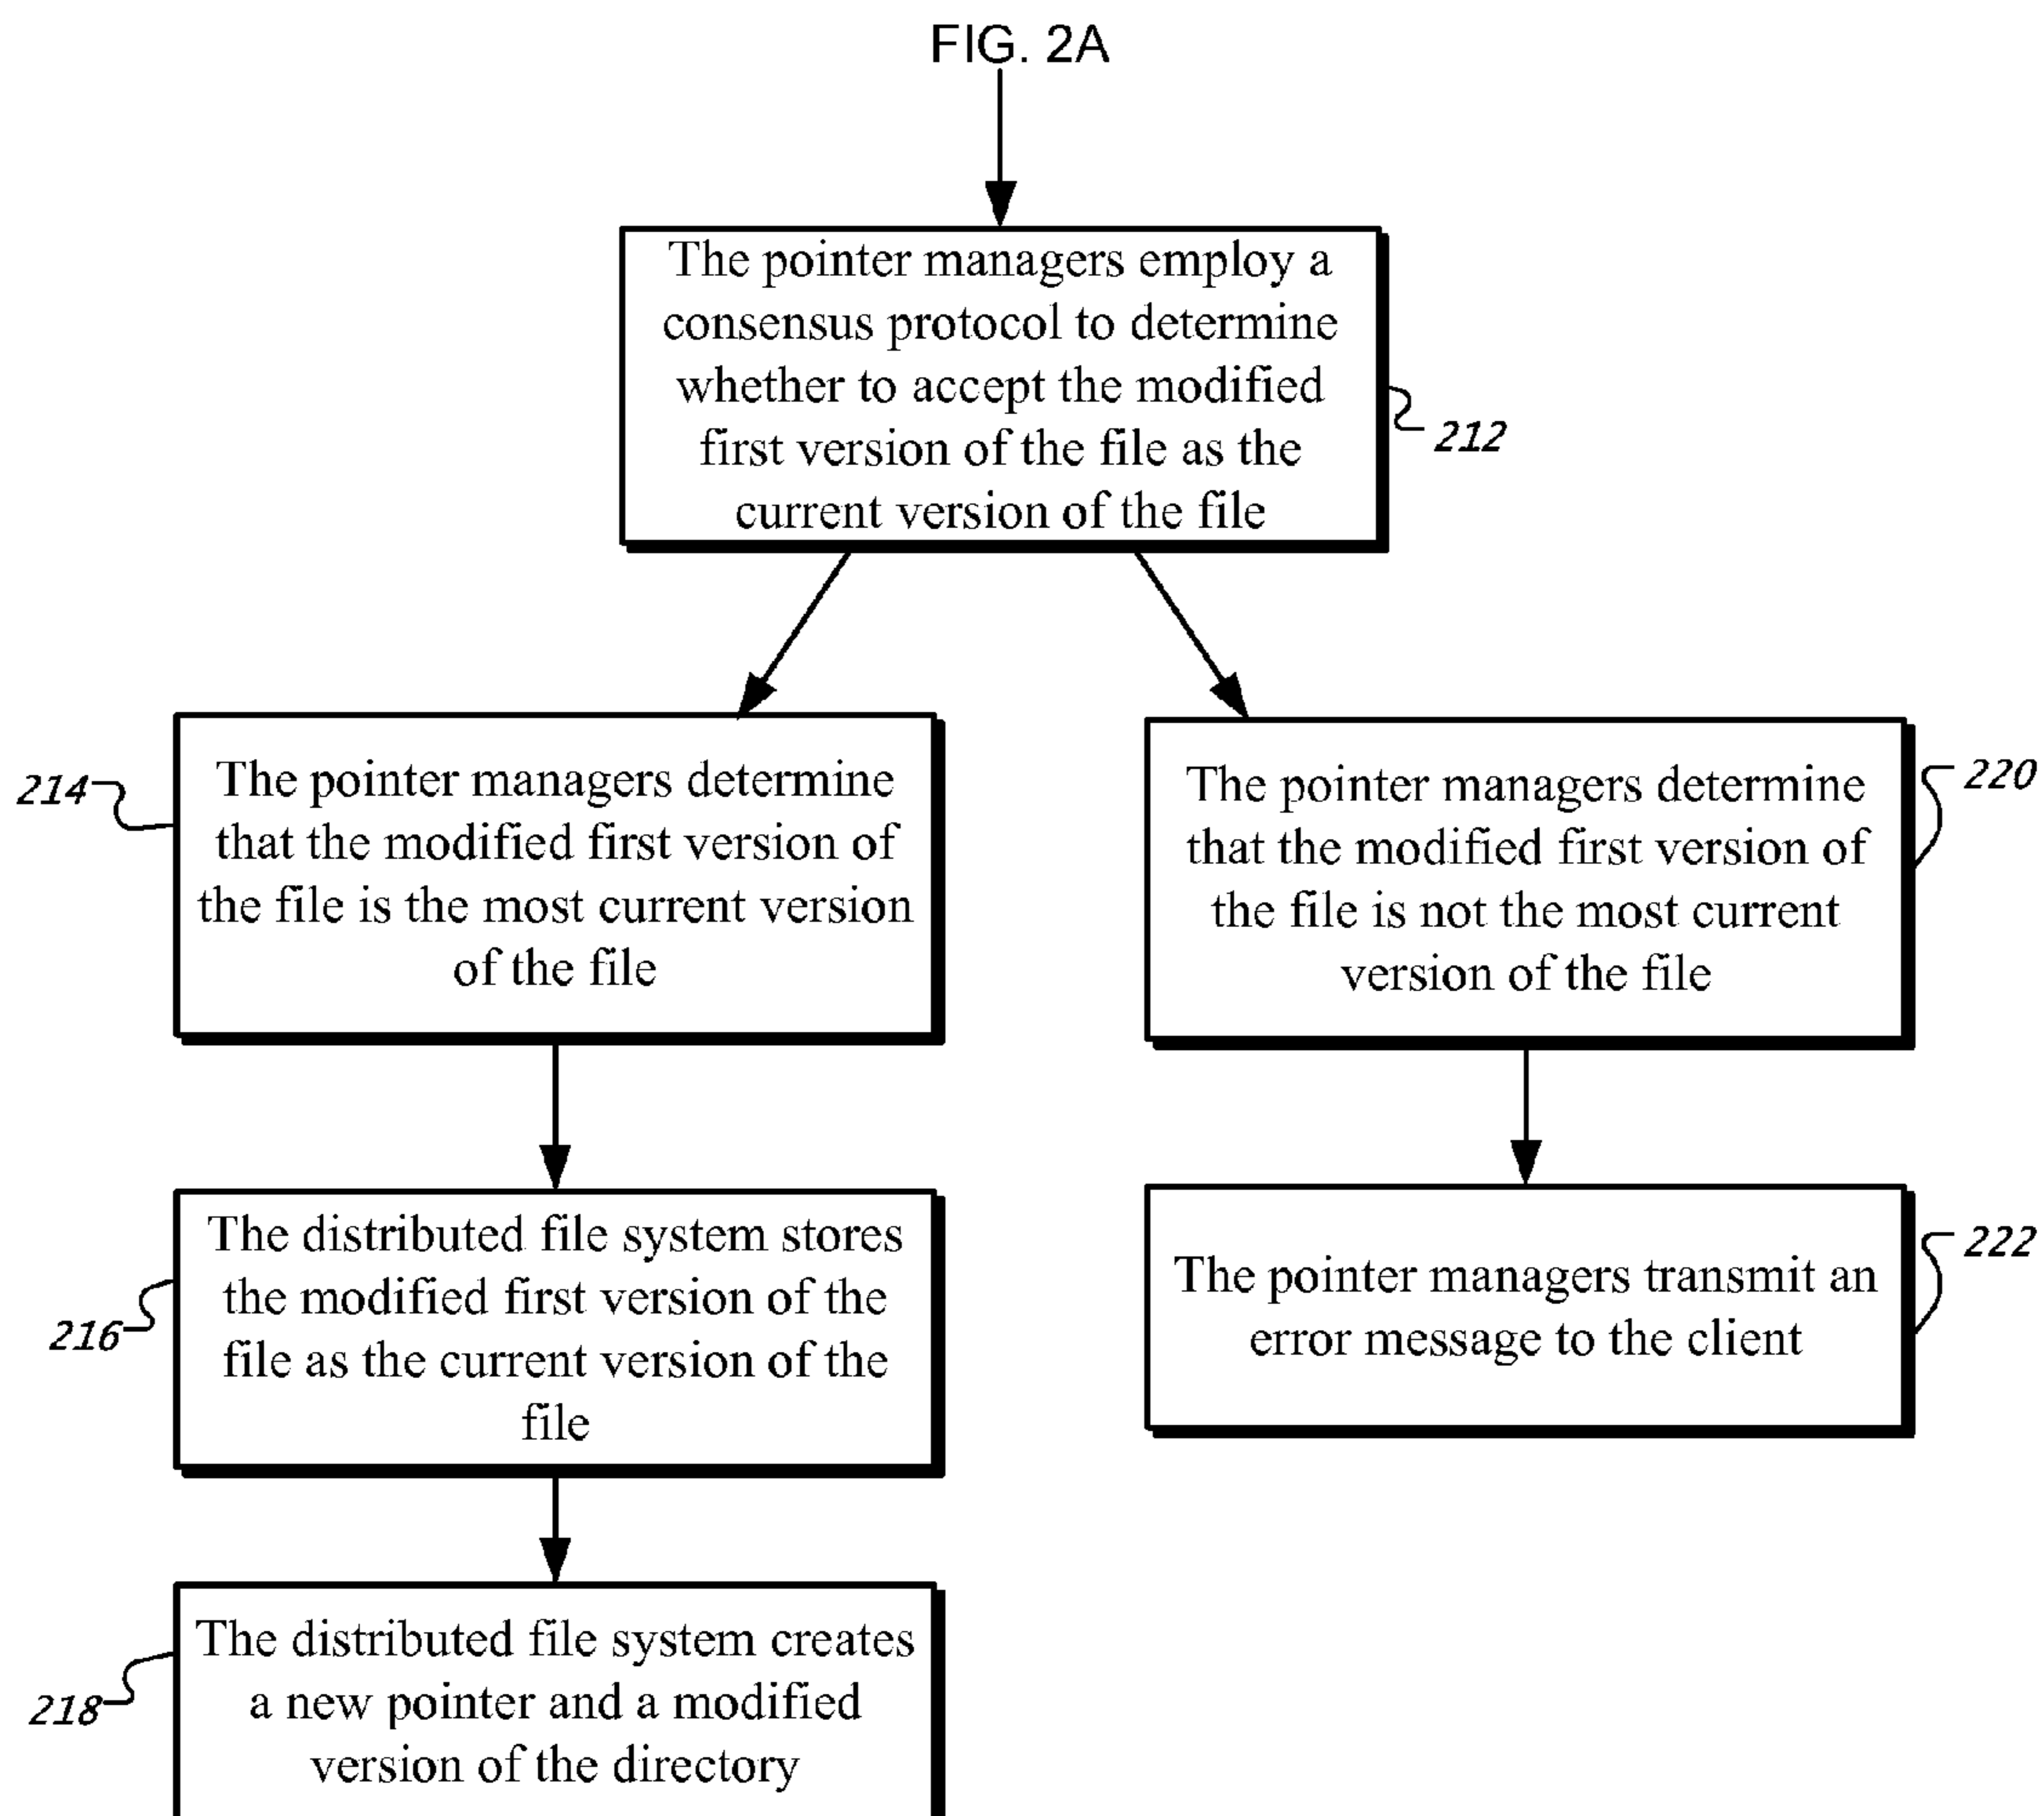 FIG. 2A
The pointer managers employ a
consensus protocol to determine
whether to accept the modified
first version of the file as the
current version of the file
212
214
The pointer managers determine
that the modified first version of
the file is the most current version
of the file
220
The pointer managers determine
that the modified first version of
the file is not the most current
version of the file
216
The distributed file system stores
the modified first version of the
file as the current version of the
file
222
The pointer managers transmit an
error message to the client
218
The distributed file system creates
a new pointer and a modified
version of the directory